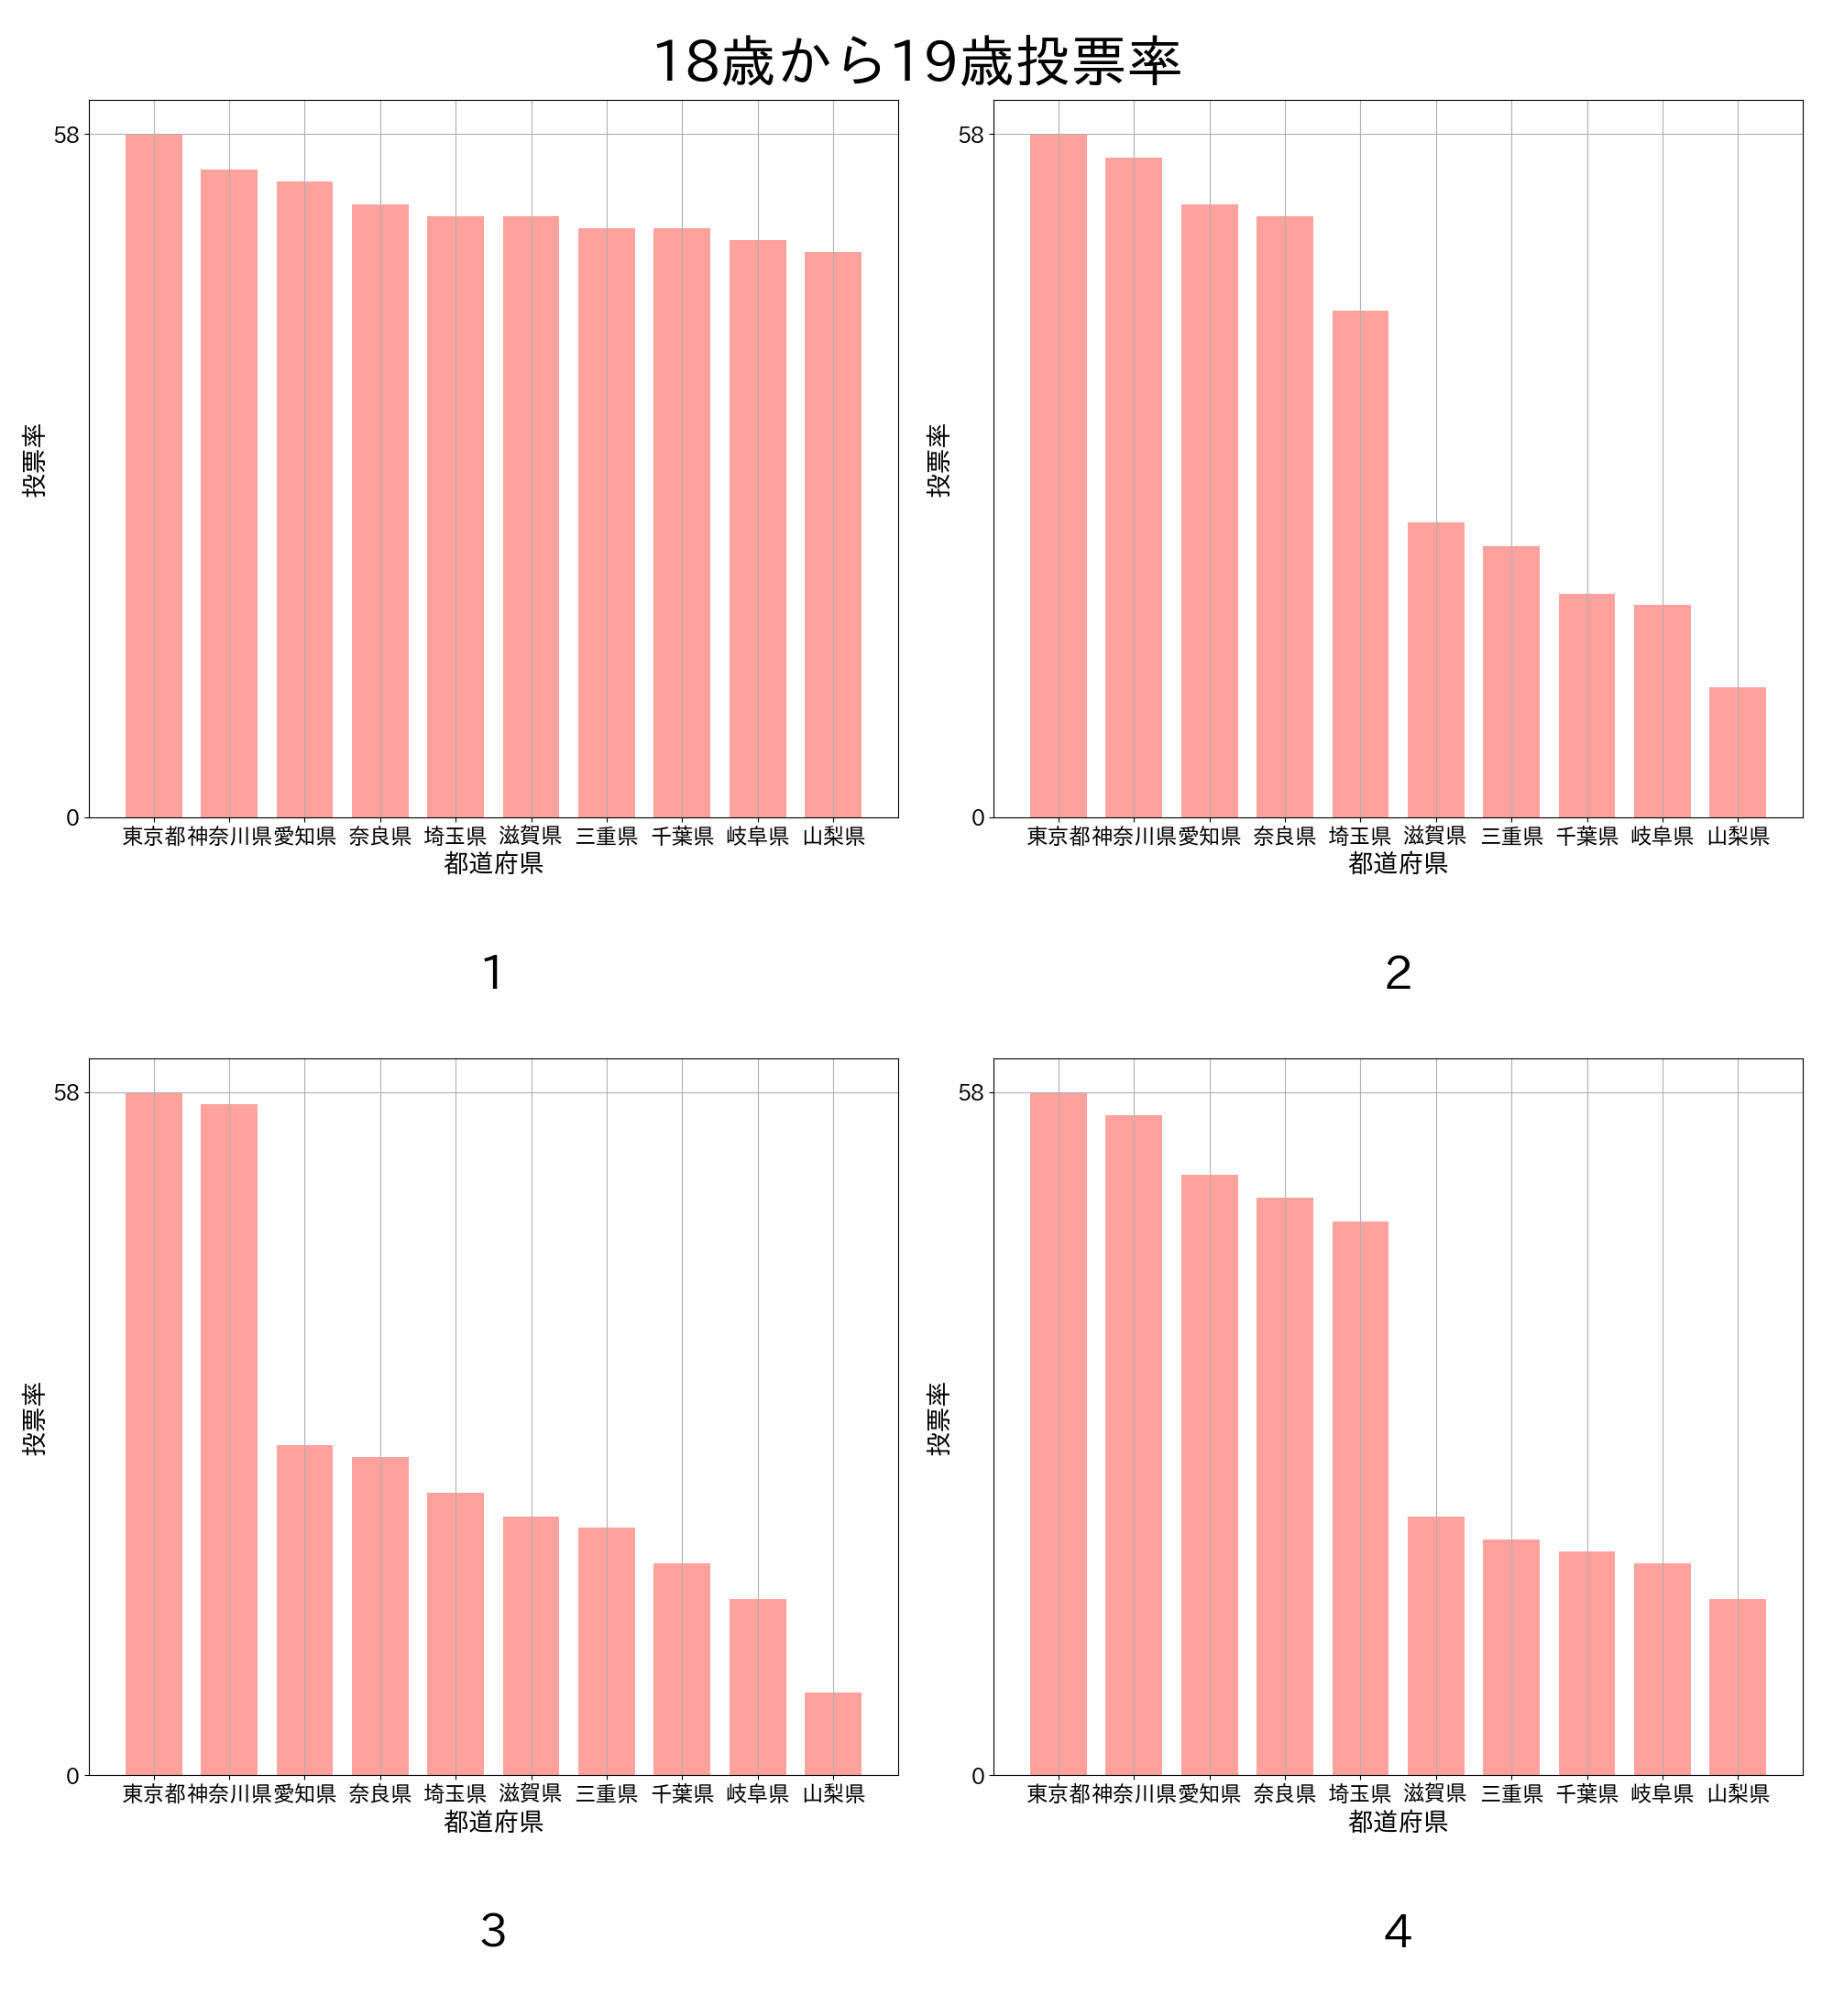 18歳から19歳投票率
58
0
投票率
東京都 神奈川県 愛知県 奈良県 埼玉県 滋賀県 三重県 千葉県 岐阜県 山梨県
都道府県
1
58
0
投票率
東京都 神奈川県 愛知県 奈良県 埼玉県 滋賀県 三重県 千葉県 岐阜県 山梨県
都道府県
2
58
0
投票率
東京都 神奈川県 愛知県 奈良県 埼玉県 滋賀県 三重県 千葉県 岐阜県 山梨県
都道府県
3
58
0
投票率
東京都 神奈川県 愛知県 奈良県 埼玉県 滋賀県 三重県 千葉県 岐阜県 山梨県
都道府県
4